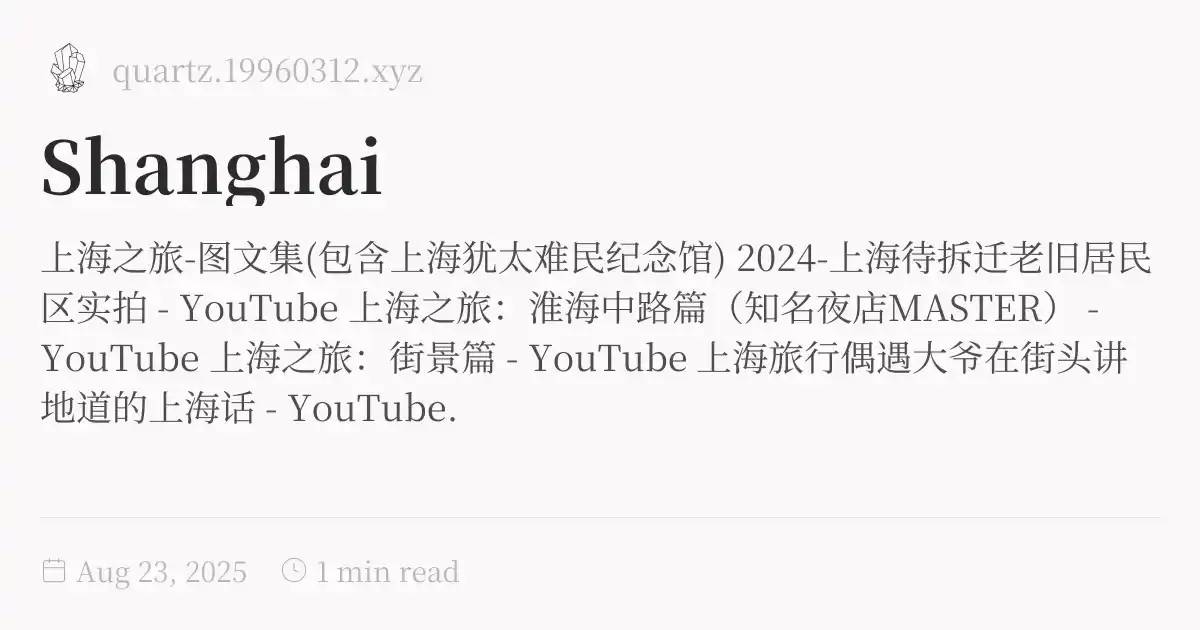 quartz.19960312.xyz
Shanghai
上海之旅-图文集(包含上海犹太难民纪念馆) 2024-上海待拆迁老旧居民
区实拍 - YouTube 上海之旅：淮海中路篇（知名夜店MASTER） -
YouTube 上海之旅：街景篇 - YouTube 上海旅行偶遇大爷在街头讲
地道的上海话 - YouTube.
Aug 23, 2025 1 min read